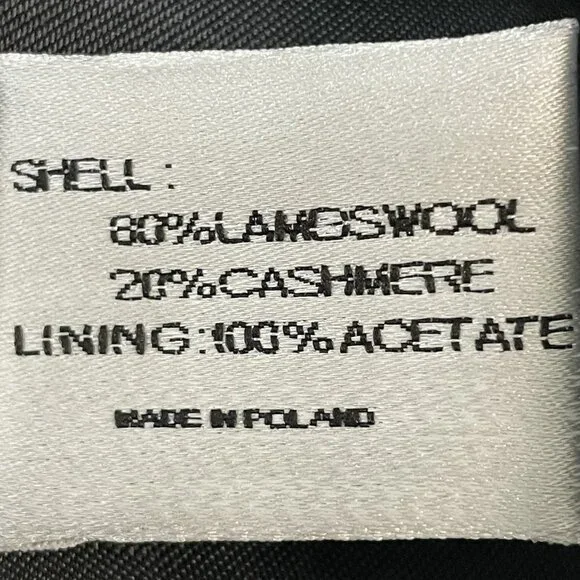 SHELL:
80% LAMBSWOOL
20% CASHMERE
LINING: 100% ACETATE
MADE IN POLAND